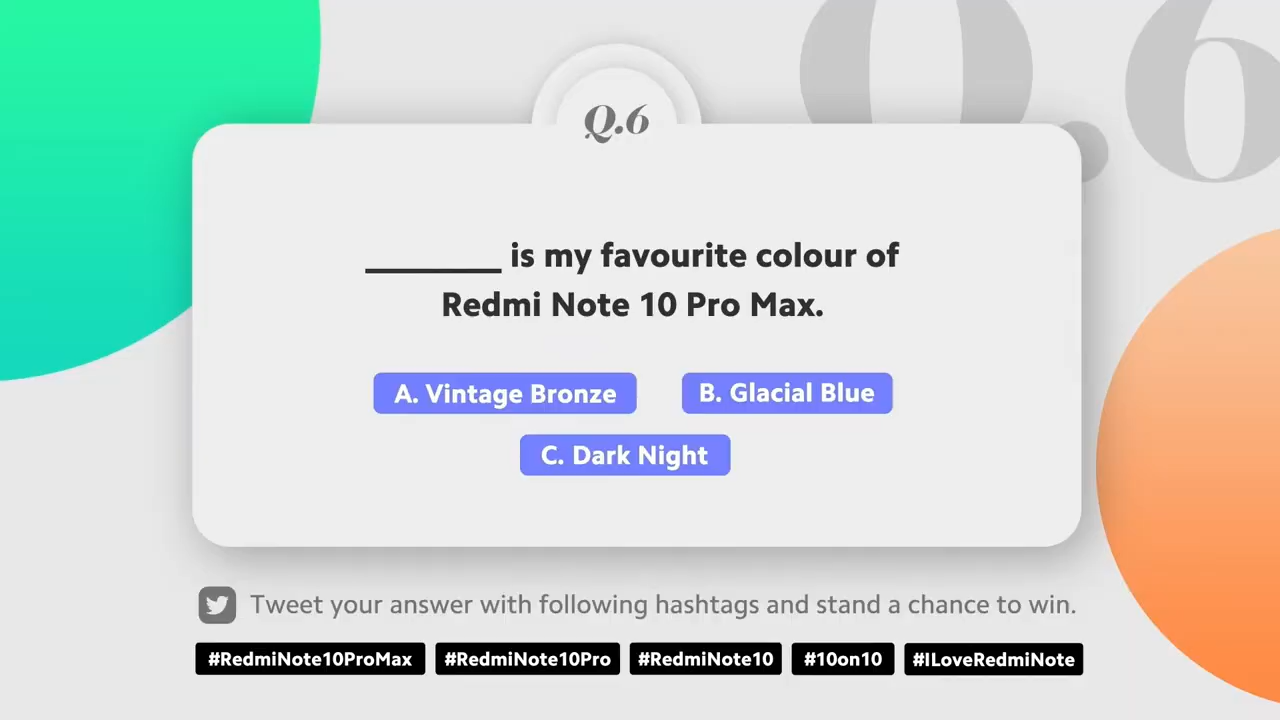 Q.6
Q.6
________ is my favourite colour of
Redmi Note 10 Pro Max.
A. Vintage Bronze
B. Glacial Blue
C. Dark Night
Tweet your answer with following hashtags and stand a chance to win.
#RedmiNote10ProMax #RedmiNote10Pro #RedmiNote10 #10on10 #ILoveRedmiNote